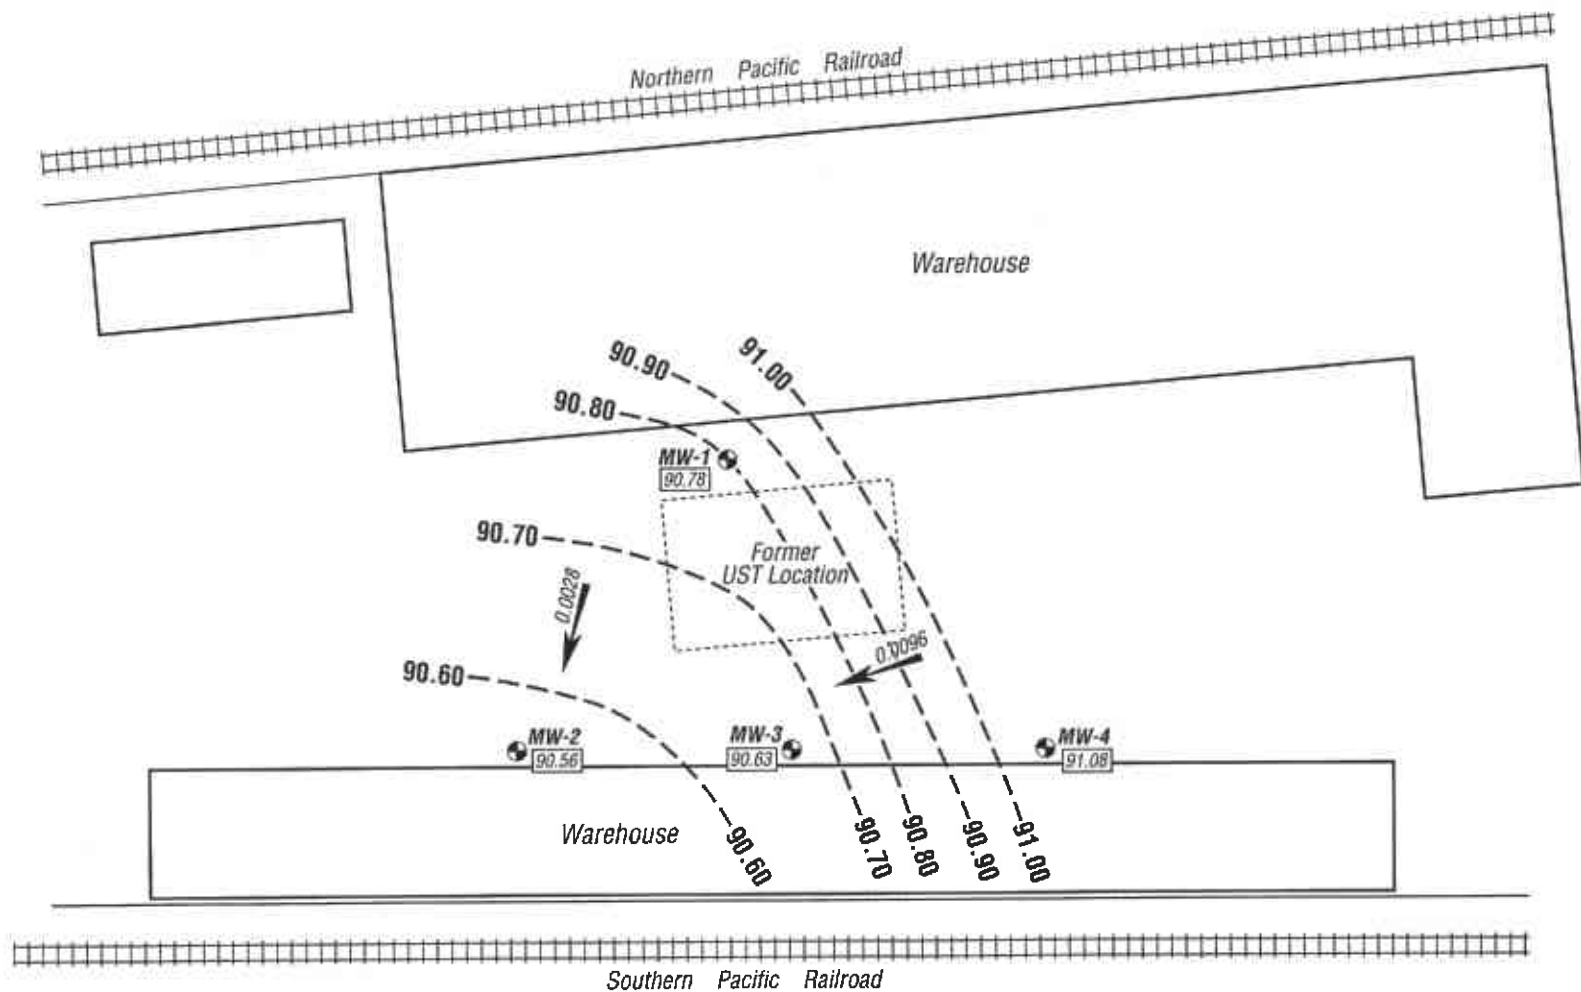 Northern Pacific Railroad
Warehouse
90.90
91.00
90.80
MW-1
90.78
90.70
Former
UST Location
0.0028
0.0096
90.60
MW-2
90.56
MW-3
90.63
MW-4
91.08
Warehouse
90.60
90.70
90.80
90.90
91.00
Southern Pacific Railroad